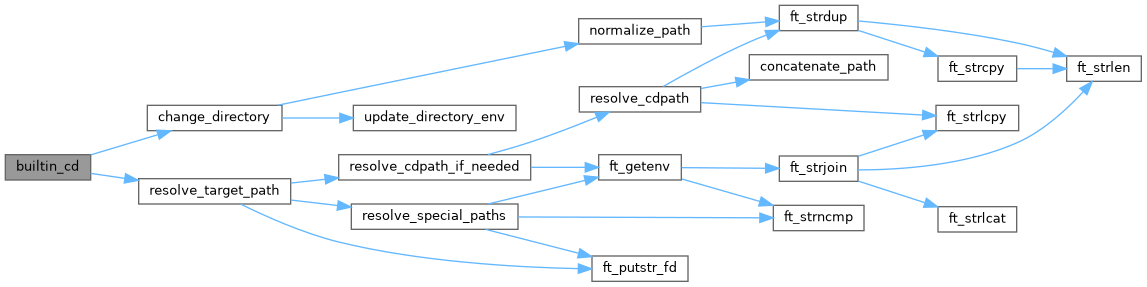 builtin_cd
change_directory
resolve_target_path
normalize_path
update_directory_env
resolve_cdpath_if_needed
resolve_special_paths
resolve_cdpath
ft_getenv
ft_putstr_fd
ft_strdup
concatenate_path
ft_strjoin
ft_strncmp
ft_strcpy
ft_strlcpy
ft_strlcat
ft_strlen